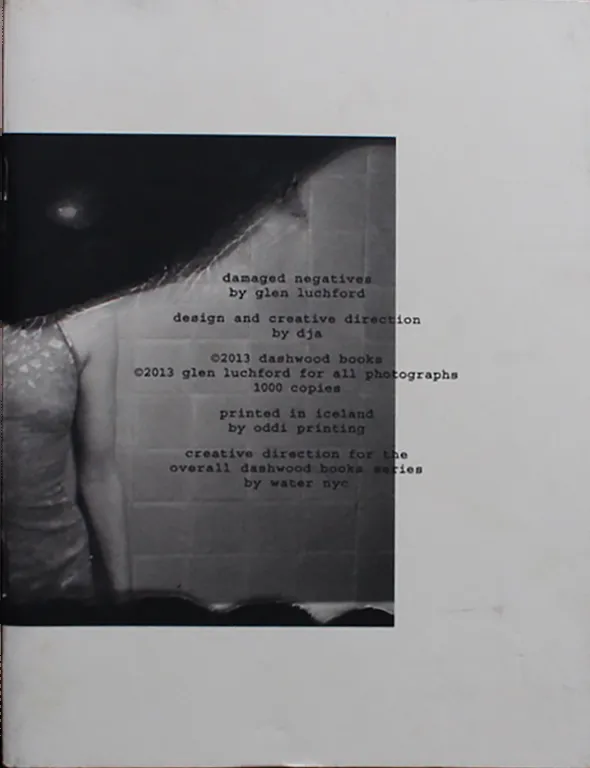 damaged negatives
by glen luchford
design and creative direction
by dja
©2013 dashwood books
©2013 glen luchford for all photographs
1000 copies
printed in iceland
by oddi printing
creative direction for the
overall dashwood books series
by water nyc